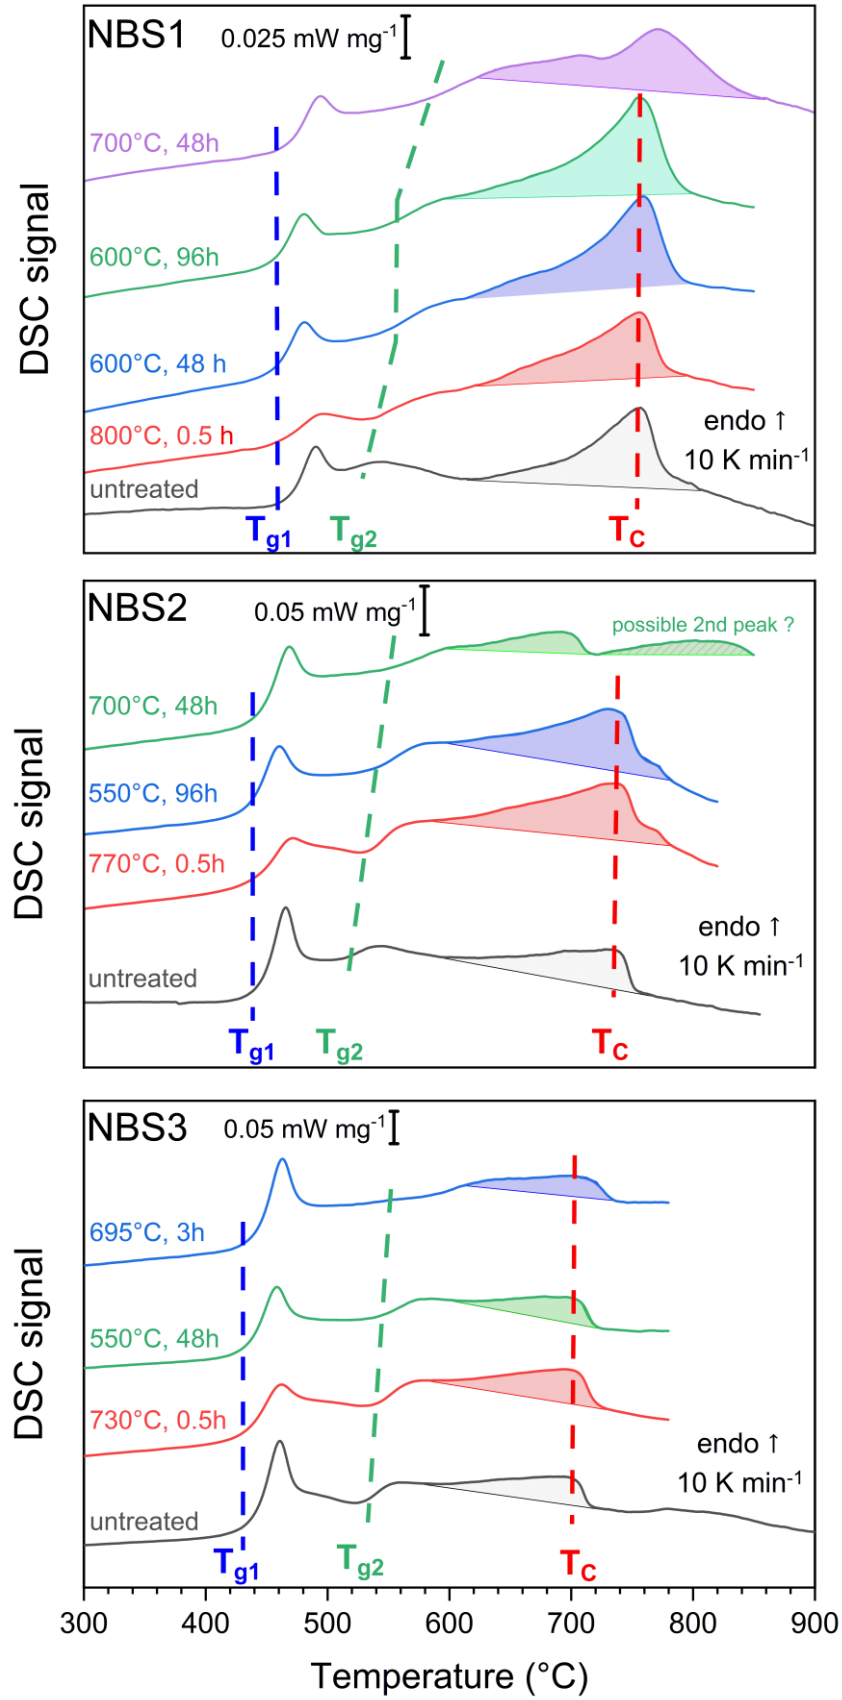 NBS1
0.025 mW mg⁻¹
700°C, 48h
600°C, 96h
600°C, 48 h
800°C, 0.5 h
untreated
endo ↑
10 K min⁻¹
Tg1
Tg2
TC
DSC signal
NBS2
0.05 mW mg⁻¹
possible 2nd peak ?
700°C, 48h
550°C, 96h
770°C, 0.5h
untreated
endo ↑
10 K min⁻¹
Tg1
Tg2
TC
DSC signal
NBS3
0.05 mW mg⁻¹
695°C, 3h
550°C, 48h
730°C, 0.5h
untreated
endo ↑
10 K min⁻¹
Tg1
Tg2
TC
DSC signal
300 400 500 600 700 800 900
Temperature (°C)